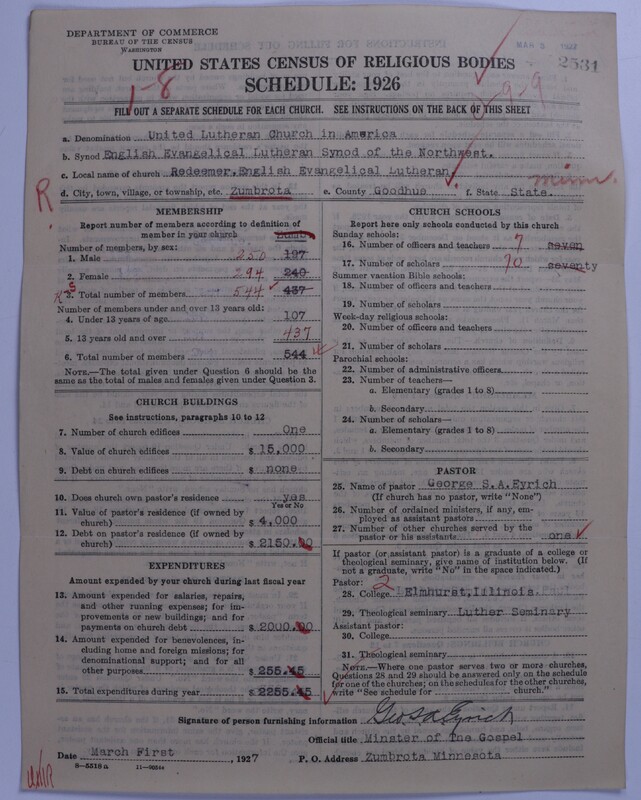 DEPARTMENT OF COMMERCE
BUREAU OF THE CENSUS
WASHINGTON
MAR 5 1927
2531
UNITED STATES CENSUS OF RELIGIOUS BODIES
SCHEDULE: 1926
1-8
3-9-9
FILL OUT A SEPARATE SCHEDULE FOR EACH CHURCH. SEE INSTRUCTIONS ON THE BACK OF THIS SHEET
a. Denomination United Lutheran Church in America
b. Synod English Evangelical Lutheran Synod of the Northwest.
c. Local name of church Redeemer, English Evangelical Lutheran
Minn.
R
d. City, town, village, or township, etc. Zumbrota e. County Goodhue f. State State.
MEMBERSHIP
Report number of members according to definition of
member in your church
Number of members, by sex:
1. Male 250 197
2. Female 294 240
R S 3. Total number of members 544 437
Number of members under and over 13 years old:
4. Under 13 years of age 107
5. 13 years old and over 437
6. Total number of members 544
NOTE.—The total given under Question 6 should be
same as the total of males and females given under Question 3.
CHURCH BUILDINGS
See instructions, paragraphs 10 to 12
7. Number of church edifices One
8. Value of church edifices $ 15,000
9. Debt on church edifices $ none
10. Does church own pastor's residence yes
Yes or No
11. Value of pastor's residence (if owned by
church) $ 4,000
12. Debt on pastor's residence (if owned by
church) $ 2150.00
EXPENDITURES
Amount expended by your church during last fiscal year
13. Amount expended for salaries, repairs,
and other running expenses; for im-
provements or new buildings; and for
payments on church debt $ 2000.00
14. Amount expended for benevolences, in-
cluding home and foreign missions; for
denominational support; and for all
other purposes $ 255.45
15. Total expenditures during year $ 2255.45
CHURCH SCHOOLS
Report here only schools conducted by this church
Sunday schools:
16. Number of officers and teachers 7 seven
17. Number of scholars 70 seventy
Summer vacation Bible schools:
18. Number of officers and teachers
19. Number of scholars
Week-day religious schools:
20. Number of officers and teachers
21. Number of scholars
Parochial schools:
22. Number of administrative officers
23. Number of teachers—
a. Elementary (grades 1 to 8)
b. Secondary
24. Number of scholars—
a. Elementary (grades 1 to 8)
b. Secondary
PASTOR
25. Name of pastor George S.A.Eyrich
(If church has no pastor, write "None")
26. Number of ordained ministers, if any, em-
ployed as assistant pastors
27. Number of other churches served by the
pastor or his assistants one
If pastor (or assistant pastor) is a graduate of a college or
theological seminary, give name of institution below. (If
not a graduate, write "No" in the space indicated.)
Pastor: 2
28. College Elmhurst,Illinois.
29. Theological seminary Luther Seminary
Assistant pastor:
30. College
31. Theological seminary
NOTE.—Where one pastor serves two or more churches,
Questions 28 and 29 should be answered only on the schedule
for one of the churches; on the schedules for the other churches,
write "See schedule for church."
Signature of person furnishing information Geo S A Eyrich
Official title Minster of The Gospel
Date March First, 1927 P. O. Address Zumbrota Minnesota
8-5518a 11-90544